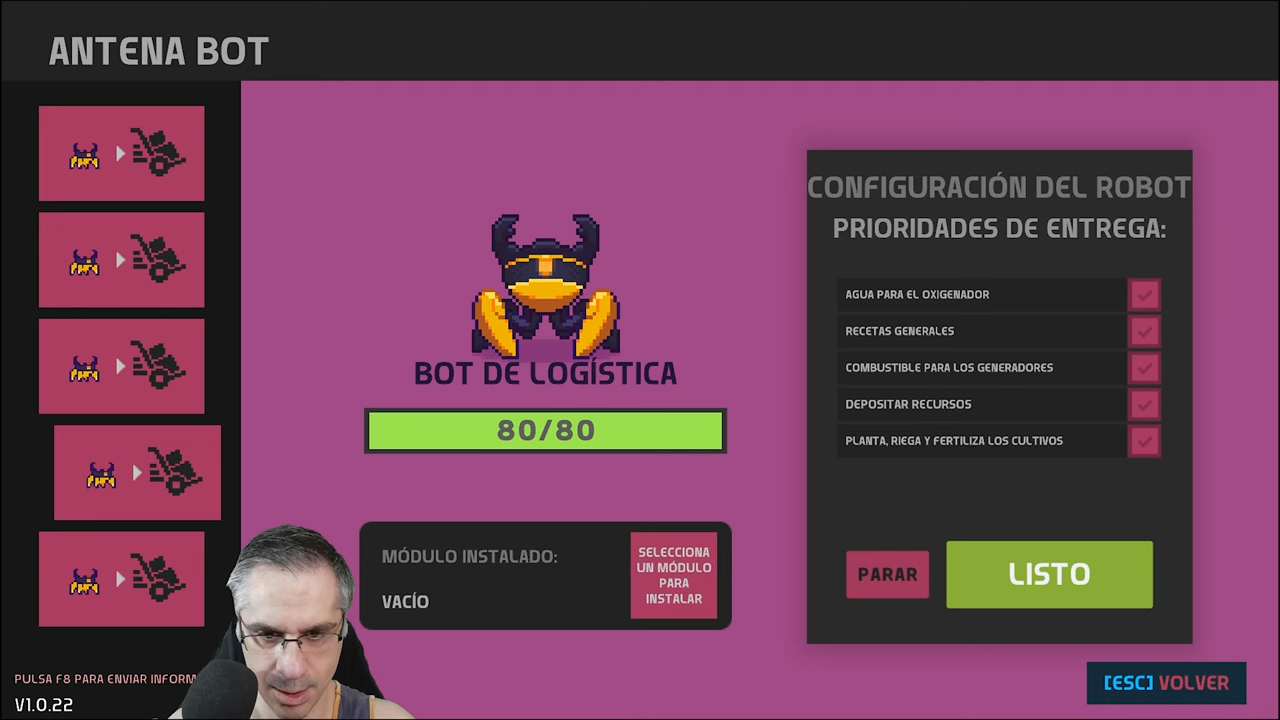 ANTENA BOT
CONFIGURACIÓN DEL ROBOT
PRIORIDADES DE ENTREGA:
AGUA PARA EL OXIGENADOR
RECETAS GENERALES
COMBUSTIBLE PARA LOS GENERADORES
DEPOSITAR RECURSOS
PLANTA, RIEGA Y FERTILIZA LOS CULTIVOS
BOT DE LOGÍSTICA
80/80
MÓDULO INSTALADO:
VACÍO
SELECCIONA
UN MÓDULO
PARA
INSTALAR
PARAR
LISTO
PULSA F8 PARA ENVIAR INFORM
V1.0.22
[ESC] VOLVER